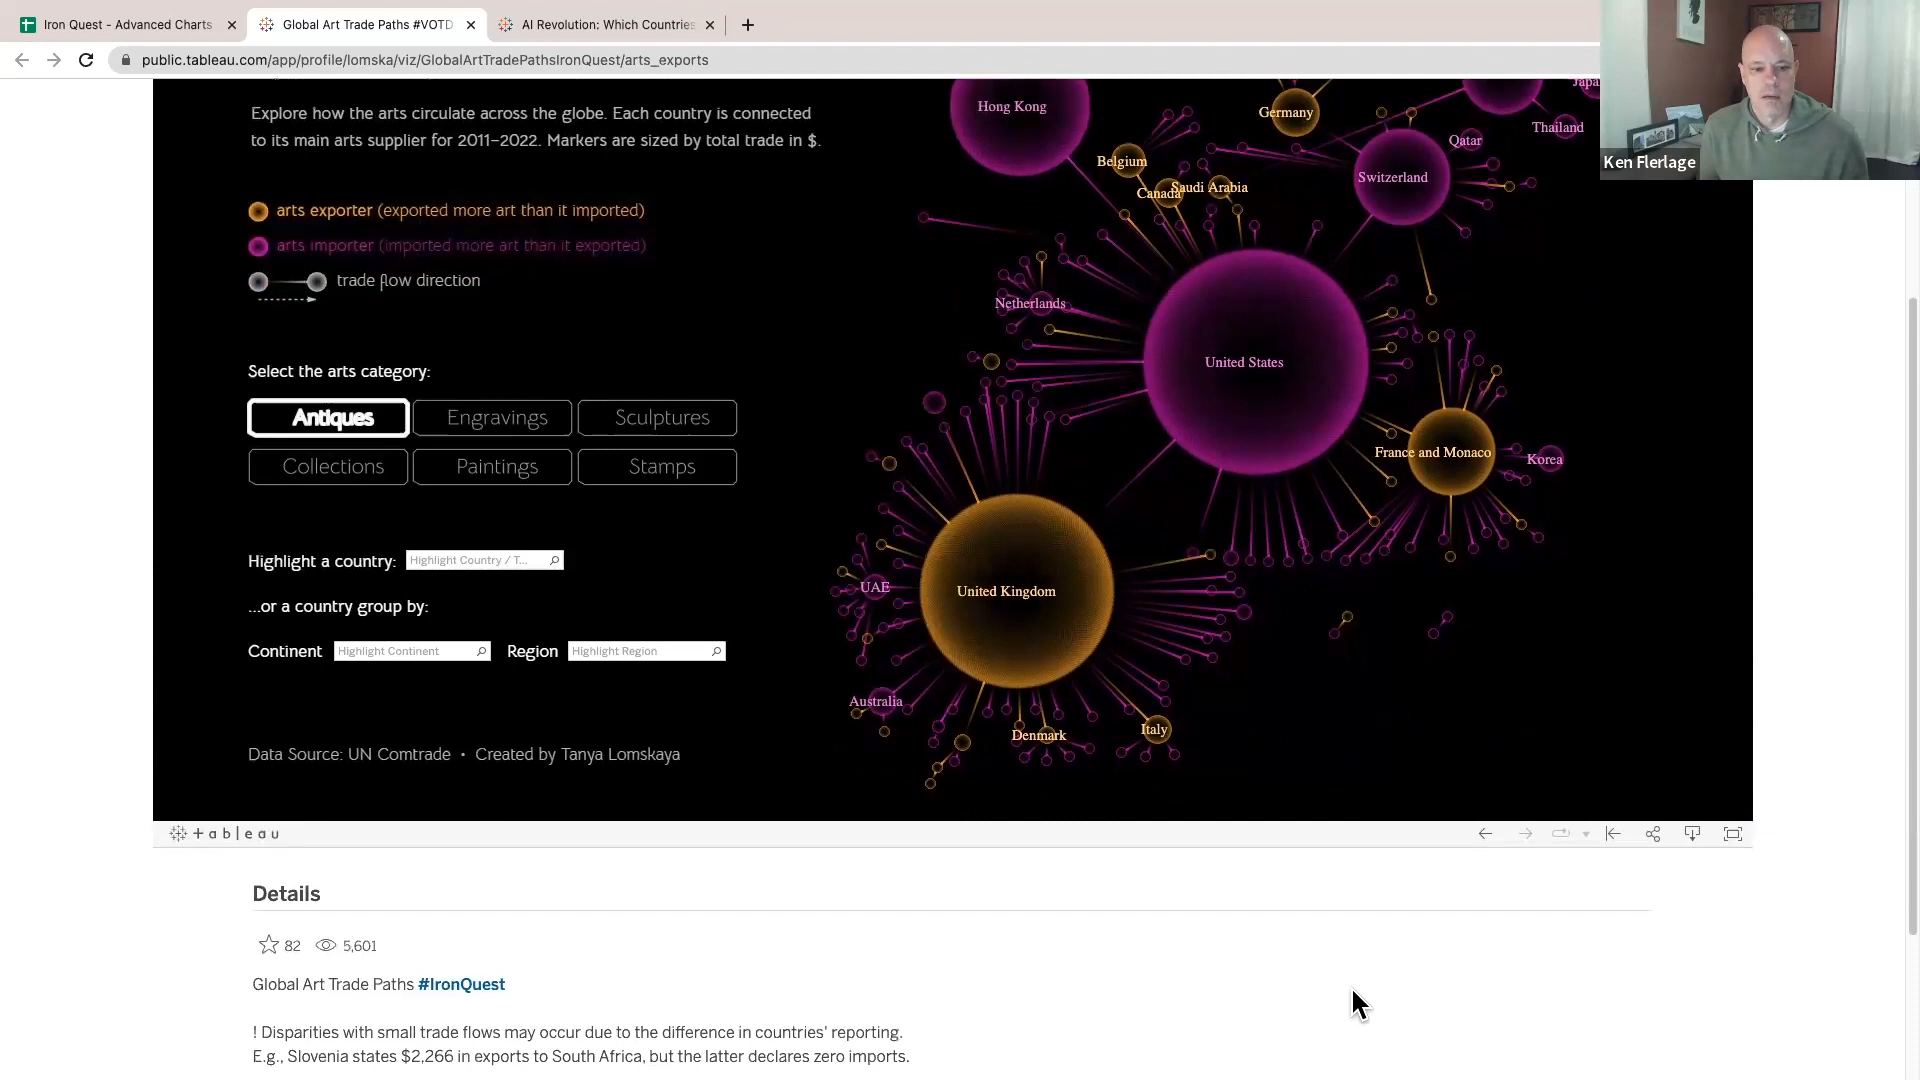 Iron Quest - Advanced Charts
Global Art Trade Paths #VOTD
AI Revolution: Which Countries
public.tableau.com/app/profile/lomska/viz/GlobalArtTradePathsIronQuest/arts_exports
Ken Flerlage
Explore how the arts circulate across the globe. Each country is connected
to its main arts supplier for 2011–2022. Markers are sized by total trade in $.
arts exporter (exported more art than it imported)
arts importer (imported more art than it exported)
trade flow direction
Select the arts category:
Antiques Engravings Sculptures
Collections Paintings Stamps
Highlight a country: Highlight Country / T...
...or a country group by:
Continent Highlight Continent Region Highlight Region
Data Source: UN Comtrade • Created by Tanya Lomskaya
Hong Kong
Germany
Japa
Thailand
Qatar
Belgium
Switzerland
Canada
Saudi Arabia
Netherlands
United States
France and Monaco
Korea
UAE
United Kingdom
Australia
Denmark
Italy
+ a b | e a u
Details
82 5,601
Global Art Trade Paths #IronQuest
! Disparities with small trade flows may occur due to the difference in countries' reporting.
E.g., Slovenia states $2,266 in exports to South Africa, but the latter declares zero imports.